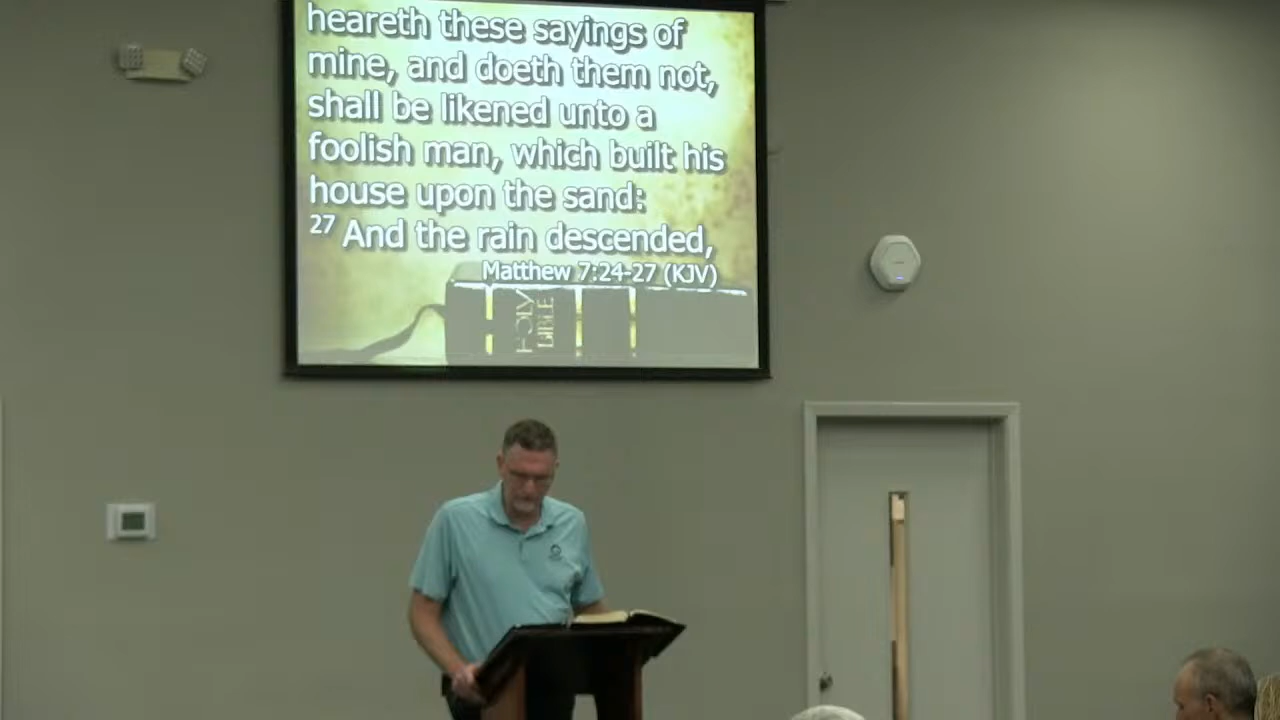 heareth these sayings of
mine, and doeth them not,
shall be likened unto a
foolish man, which built his
house upon the sand:
27 And the rain descended,
Matthew 7:24-27 (KJV)
HOLY
BIBLE